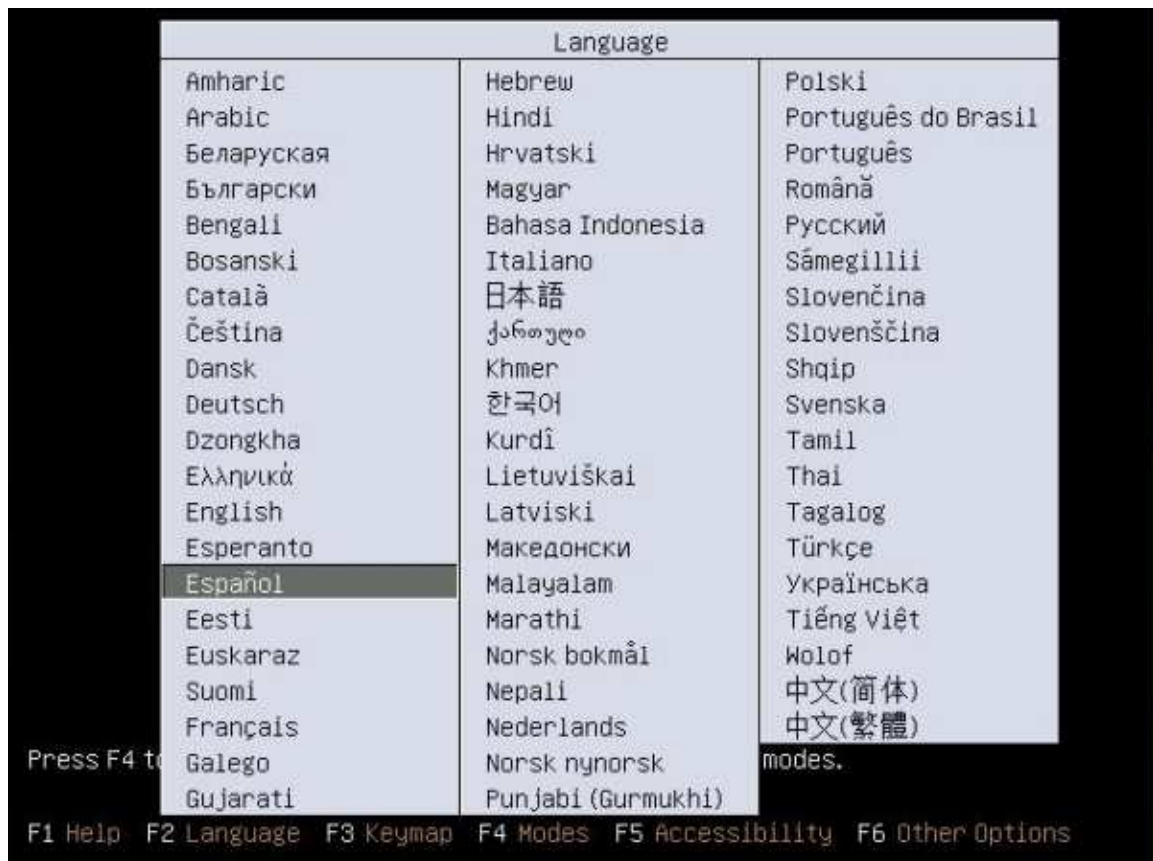 Language
Amharic
Arabic
Беларуская
Български
Bengali
Bosanski
Català
Čeština
Dansk
Deutsch
Dzongkha
Ελληνικά
English
Esperanto
Español
Eesti
Euskaraz
Suomi
Français
Galego
Gujarati
Hebrew
Hindi
Hrvatski
Magyar
Bahasa Indonesia
Italiano
日本語
ქართული
Khmer
한국어
Kurdî
Lietuviškai
Latviski
Македонски
Malayalam
Marathi
Norsk bokmål
Nepali
Nederlands
Norsk nynorsk
Punjabi (Gurmukhi)
Polski
Português do Brasil
Português
Română
Русский
Sámegillii
Slovenčina
Slovenščina
Shqip
Svenska
Tamil
Thai
Tagalog
Türkçe
Українська
Tiếng Việt
Wolof
中文(简体)
中文(繁體)
Press F4 to modes.
F1 Help F2 Language F3 Keymap F4 Modes F5 Accessibility F6 Other Options